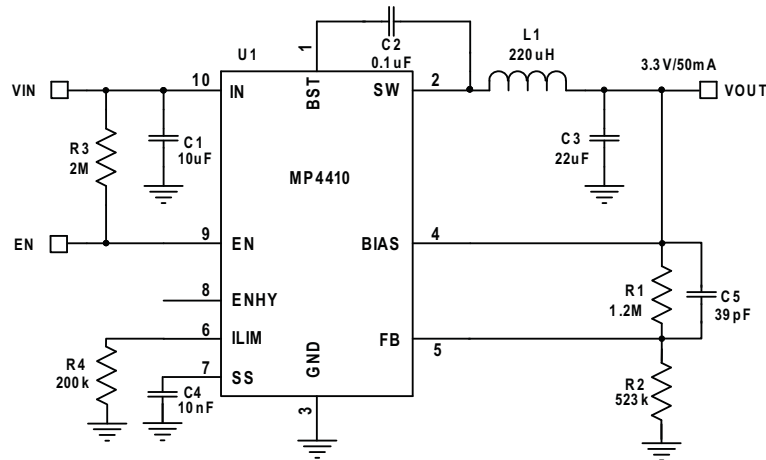 U1
1
C2
0.1uF
L1
220uH
3.3V/50mA
VIN
10
IN
BST
SW
2
VOUT
R3
2M
C1
10uF
C3
22uF
MP4410
EN
9
EN
BIAS
4
8
ENHY
R1
1.2M
C5
39pF
6
ILIM
FB
5
R4
200k
7
SS
GND
C4
10nF
R2
523k
3